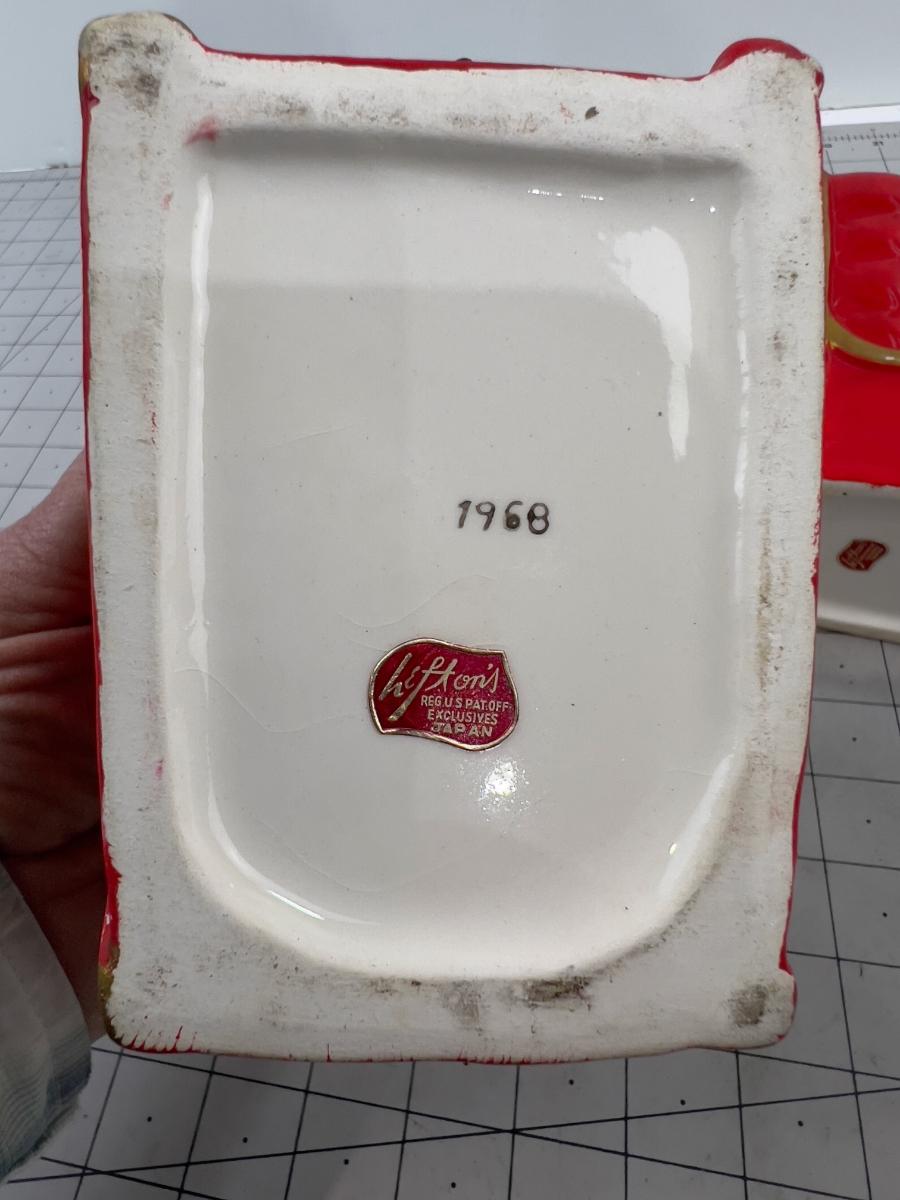 1968
Lefton's
REG.U.S.PAT.OFF.
EXCLUSIVES
JAPAN